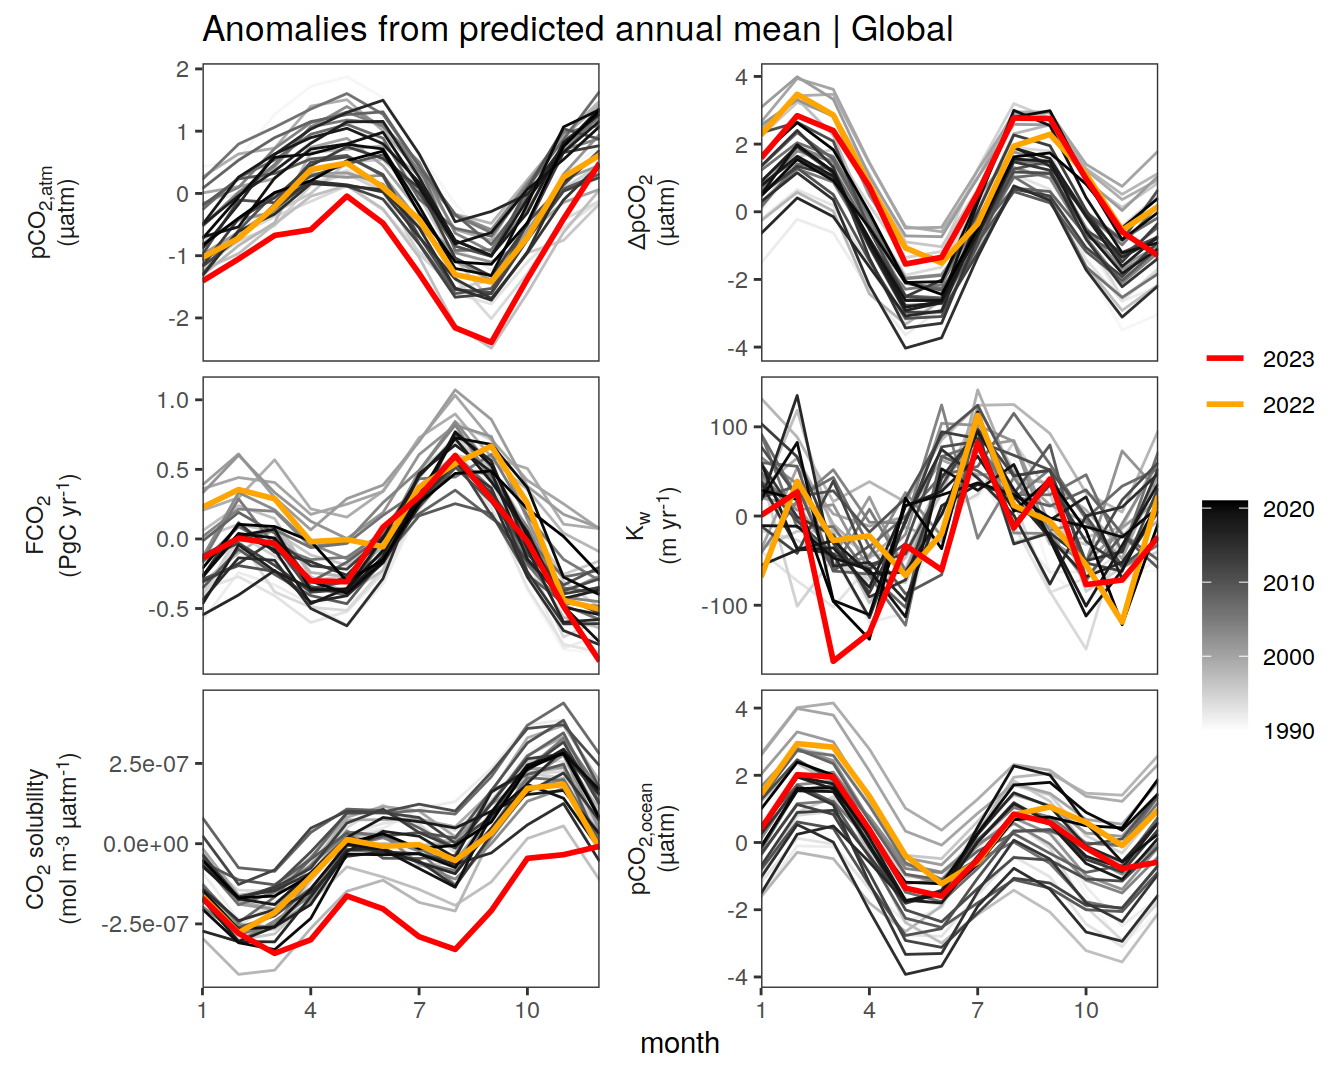 Anomalies from predicted annual mean | Global
pCO2,atm
(µatm)
2
1
0
-1
-2
ΔpCO2
(µatm)
4
2
0
-2
-4
FCO2
(PgC yr-1)
1.0
0.5
0.0
-0.5
Kw
(m yr-1)
100
0
-100
CO2 solubility
(mol m-3 µatm-1)
2.5e-07
0.0e+00
-2.5e-07
1
4
7
10
pCO2,ocean
(µatm)
4
2
0
-2
-4
1
4
7
10
month
2023
2022
2020
2010
2000
1990